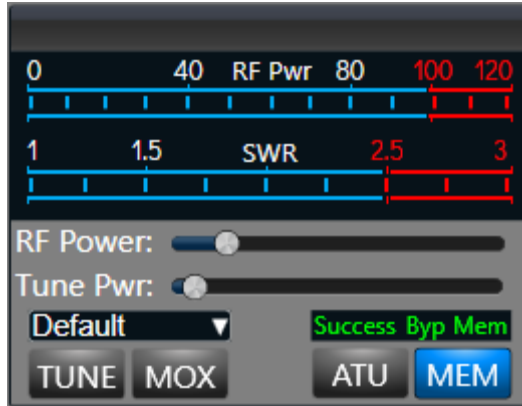 0 40 RF Pwr 80 100 120
1 1.5 SWR 2.5 3
RF Power:
Tune Pwr:
Default Success Byp Mem
TUNE MOX ATU MEM